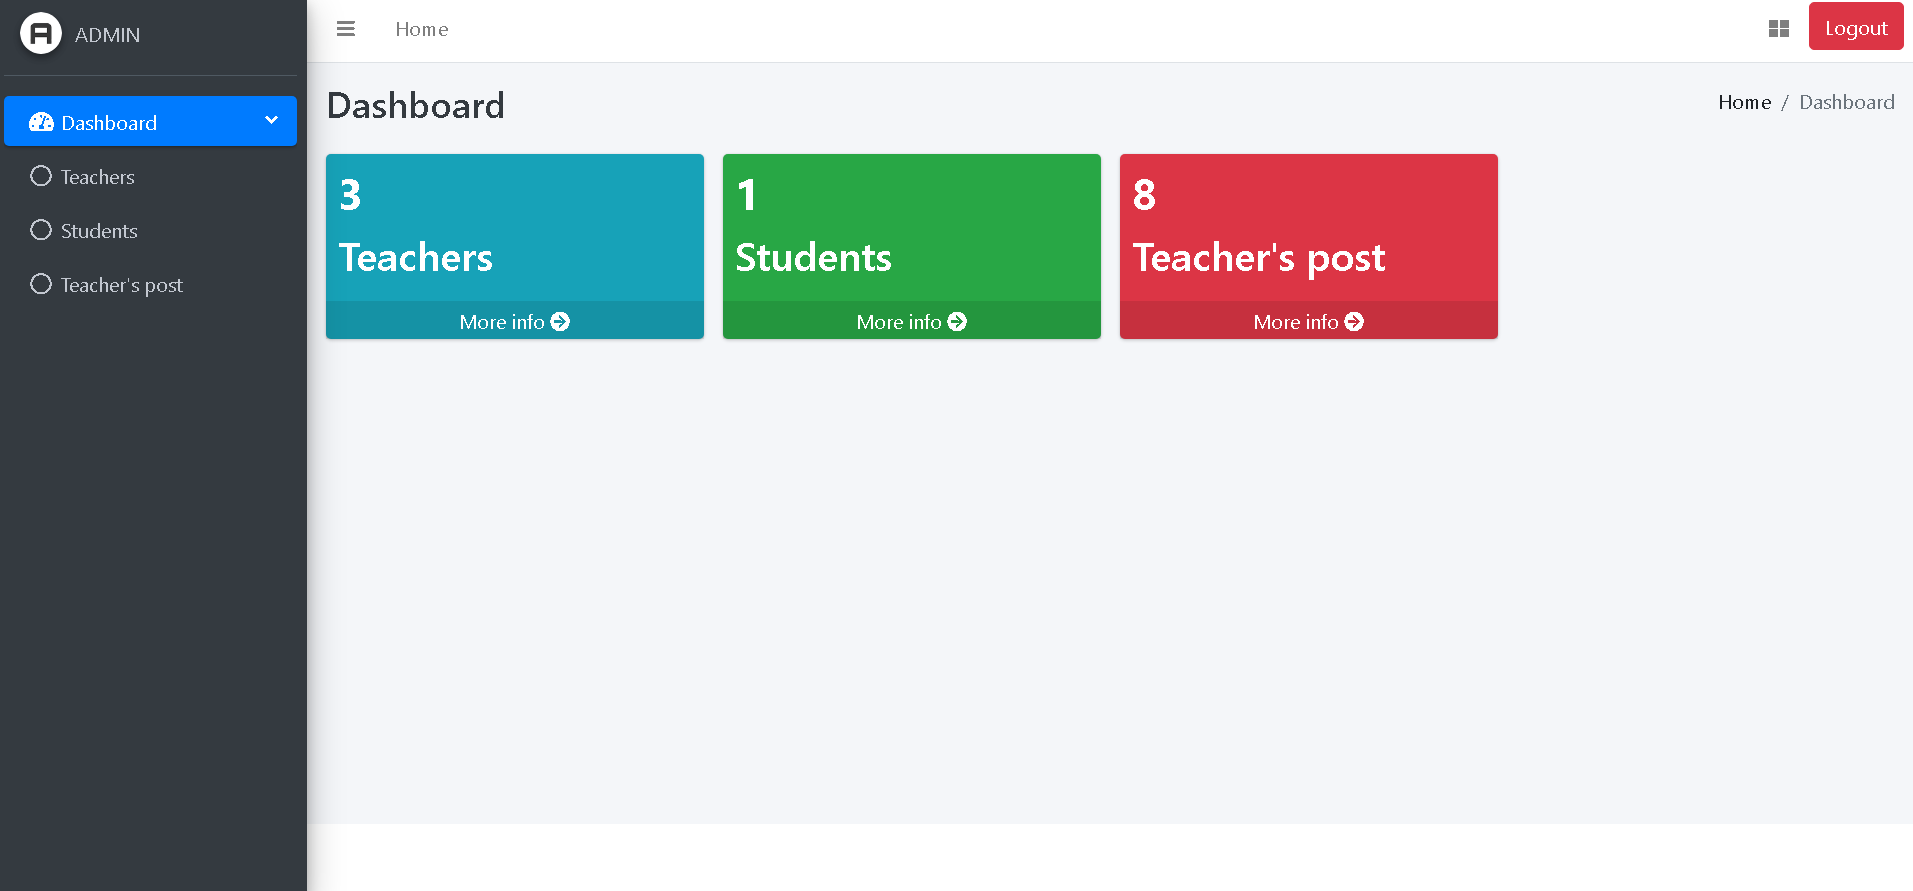 ADMIN
Home
Logout
Dashboard
Teachers
Students
Teacher's post
Dashboard
Home / Dashboard
3
Teachers
More info
1
Students
More info
8
Teacher's post
More info